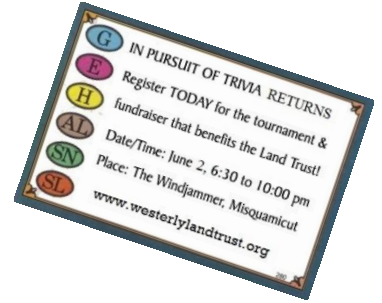 G IN PURSUIT OF TRIVIA RETURNS
E Register TODAY for the tournament &
H fundraiser that benefits the Land Trust!
AL Date/Time: June 2, 6:30 to 10:00 pm
SN Place: The Windjammer, Misquamicut
SL www.westerlylandtrust.org